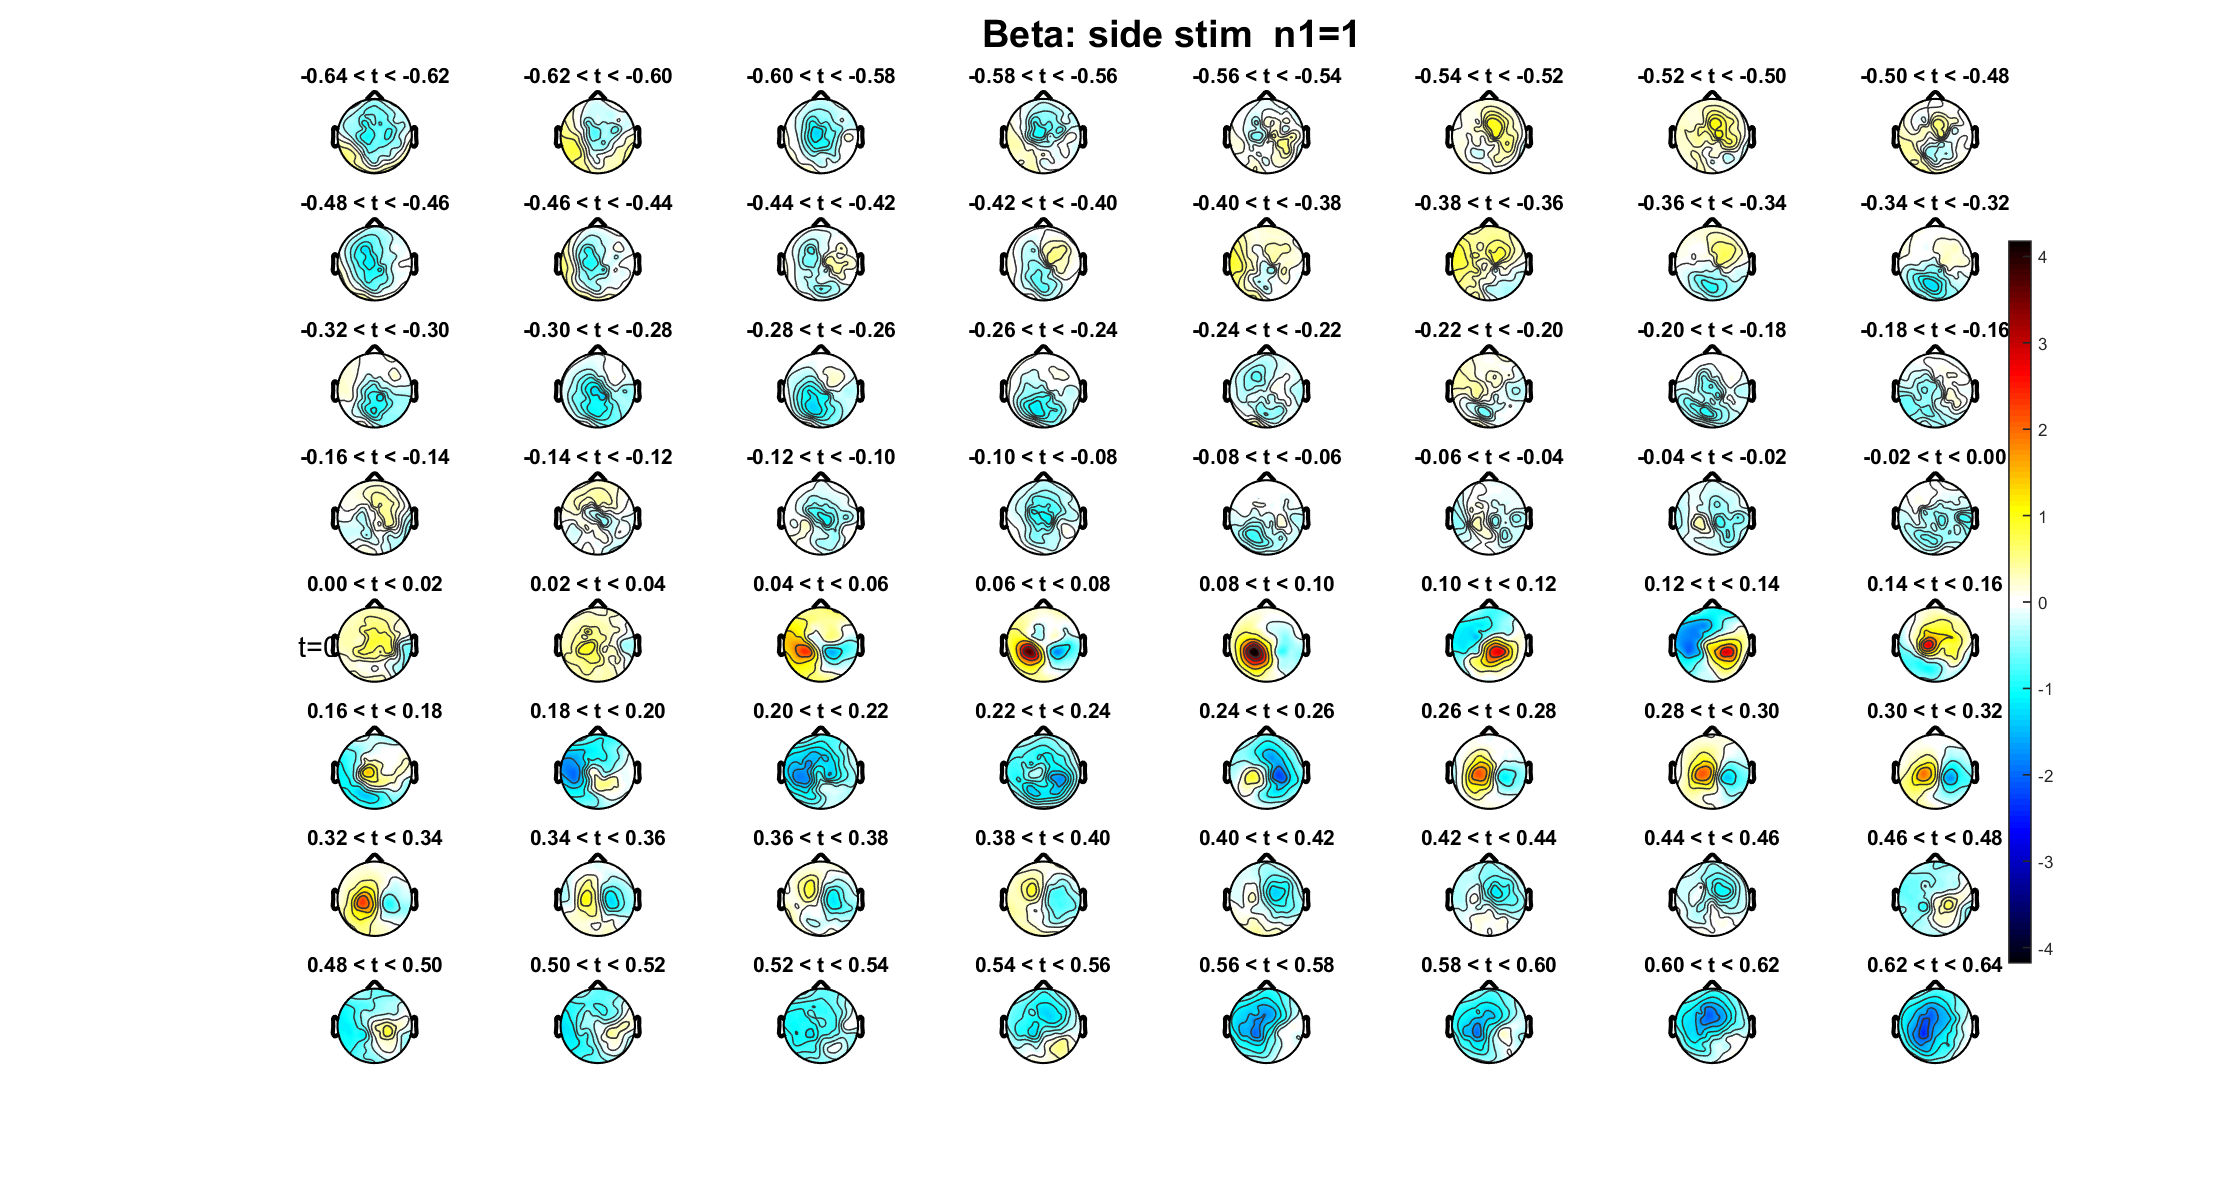 Beta: side stim  n1=1
-0.64 < t < -0.62 -0.62 < t < -0.60 -0.60 < t < -0.58 -0.58 < t < -0.56 -0.56 < t < -0.54 -0.54 < t < -0.52 -0.52 < t < -0.50 -0.50 < t < -0.48
-0.48 < t < -0.46 -0.46 < t < -0.44 -0.44 < t < -0.42 -0.42 < t < -0.40 -0.40 < t < -0.38 -0.38 < t < -0.36 -0.36 < t < -0.34 -0.34 < t < -0.32
-0.32 < t < -0.30 -0.30 < t < -0.28 -0.28 < t < -0.26 -0.26 < t < -0.24 -0.24 < t < -0.22 -0.22 < t < -0.20 -0.20 < t < -0.18 -0.18 < t < -0.16
-0.16 < t < -0.14 -0.14 < t < -0.12 -0.12 < t < -0.10 -0.10 < t < -0.08 -0.08 < t < -0.06 -0.06 < t < -0.04 -0.04 < t < -0.02 -0.02 < t < 0.00
0.00 < t < 0.02 0.02 < t < 0.04 0.04 < t < 0.06 0.06 < t < 0.08 0.08 < t < 0.10 0.10 < t < 0.12 0.12 < t < 0.14 0.14 < t < 0.16
t=0
0.16 < t < 0.18 0.18 < t < 0.20 0.20 < t < 0.22 0.22 < t < 0.24 0.24 < t < 0.26 0.26 < t < 0.28 0.28 < t < 0.30 0.30 < t < 0.32
0.32 < t < 0.34 0.34 < t < 0.36 0.36 < t < 0.38 0.38 < t < 0.40 0.40 < t < 0.42 0.42 < t < 0.44 0.44 < t < 0.46 0.46 < t < 0.48
0.48 < t < 0.50 0.50 < t < 0.52 0.52 < t < 0.54 0.54 < t < 0.56 0.56 < t < 0.58 0.58 < t < 0.60 0.60 < t < 0.62 0.62 < t < 0.64
4
3
2
1
0
-1
-2
-3
-4